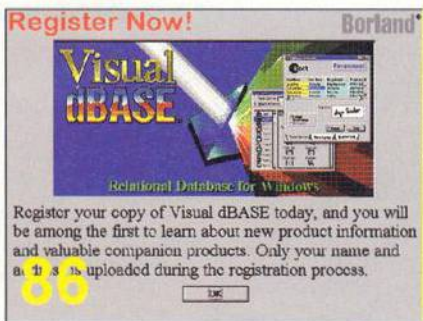 Register Now!
Borland
Visual
dBASE
Relational Database for Windows
Register your copy of Visual dBASE today, and you will
be among the first to learn about new product information
and valuable companion products. Only your name and
uploaded during the registration process.
86
OK